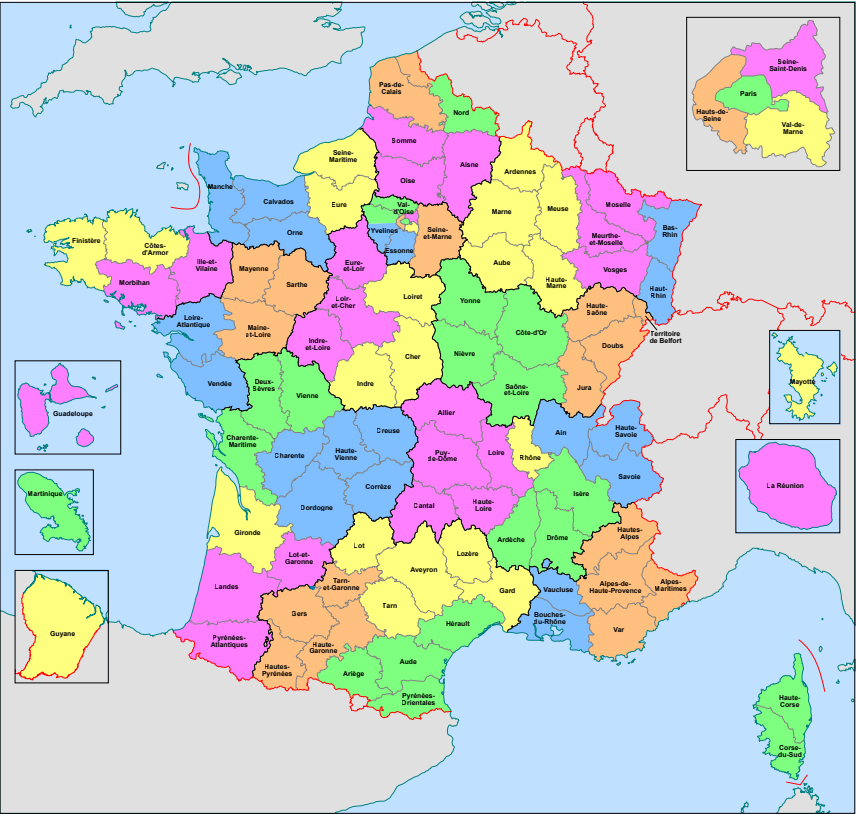 Pas-de-
Calais
Nord
Somme
Seine-
Maritime
Oise
Aisne
Ardennes
Eure
Val-
d'Oise
Manche
Calvados
Orne
Yvelines
Essonne
Seine-
et-Marne
Marne
Meuse
Moselle
Meurthe-
et-Moselle
Bas-
Rhin
Vosges
Haut-
Rhin
Aube
Haute-
Marne
Finistère
Côtes-
d'Armor
Morbihan
Ille-et-
Vilaine
Mayenne
Sarthe
Eure-
et-Loir
Loir-
et-Cher
Loiret
Yonne
Côte-d'Or
Haute-
Saône
Territoire
de Belfort
Doubs
Jura
Loire-
Atlantique
Maine-
et-Loire
Indre-
et-Loire
Cher
Indre
Nièvre
Saône-
et-Loire
Vendée
Deux-
Sèvres
Vienne
Charente-
Maritime
Charente
Haute-
Vienne
Creuse
Corrèze
Dordogne
Allier
Puy-
de-Dôme
Loire
Rhône
Ain
Haute-
Savoie
Savoie
Cantal
Haute-
Loire
Isère
Ardèche
Drôme
Hautes-
Alpes
Gironde
Lot-et-
Garonne
Lot
Aveyron
Lozère
Gard
Vaucluse
Alpes-de-
Haute-Provence
Alpes-
Maritimes
Landes
Tarn-
et-Garonne
Tarn
Gers
Hérault
Bouches-
du-Rhône
Var
Pyrénées-
Atlantiques
Hautes-
Pyrénées
Haute-
Garonne
Ariège
Aude
Pyrénées-
Orientales
Haute-
Corse
Corse-
du-Sud
Seine-
Saint-Denis
Paris
Hauts-de-
Seine
Val-de-
Marne
Guadeloupe
Martinique
Guyane
Mayotte
La Réunion